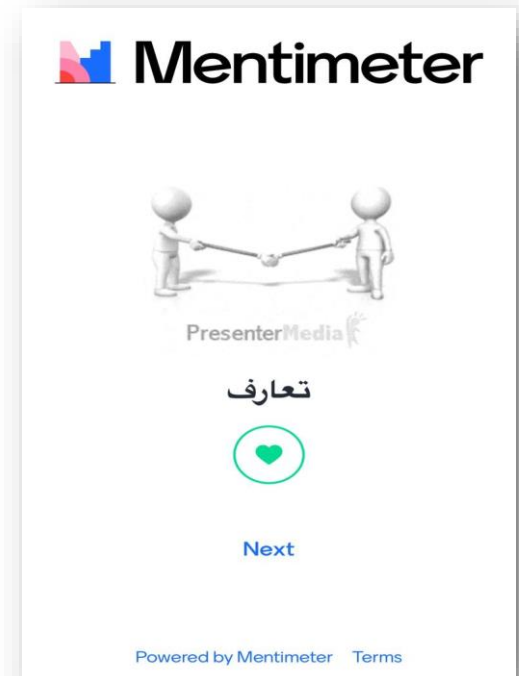 Mentimeter
PresenterMedia
تعارف
Next
Powered by Mentimeter Terms